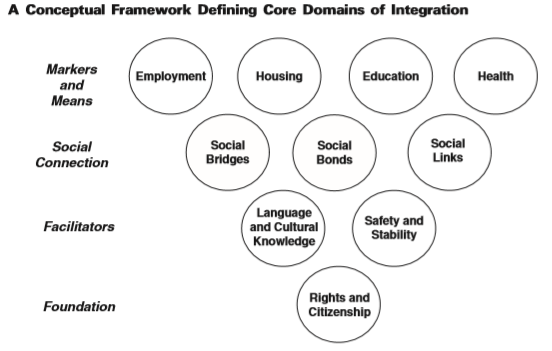 A Conceptual Framework Defining Core Domains of Integration
Markers
and
Means
Employment
Housing
Education
Health
Social
Connection
Social
Bridges
Social
Bonds
Social
Links
Facilitators
Language
and Cultural
Knowledge
Safety and
Stability
Foundation
Rights and
Citizenship